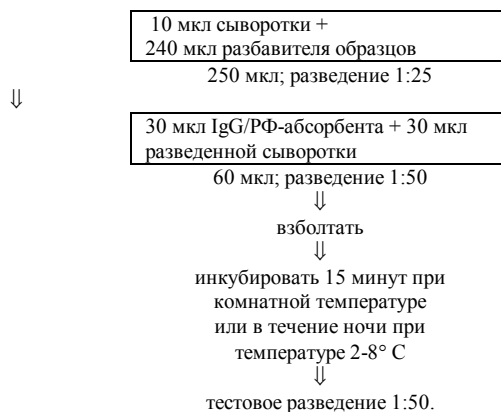 10 мкл сыворотки +
240 мкл разбавителя образцов
250 мкл; разведение 1:25
⇓
30 мкл IgG/РФ-абсорбента + 30 мкл
разведенной сыворотки
60 мкл; разведение 1:50
⇓
взболтать
⇓
инкубировать 15 минут при
комнатной температуре
или в течение ночи при
температуре 2-8° C
⇓
тестовое разведение 1:50.